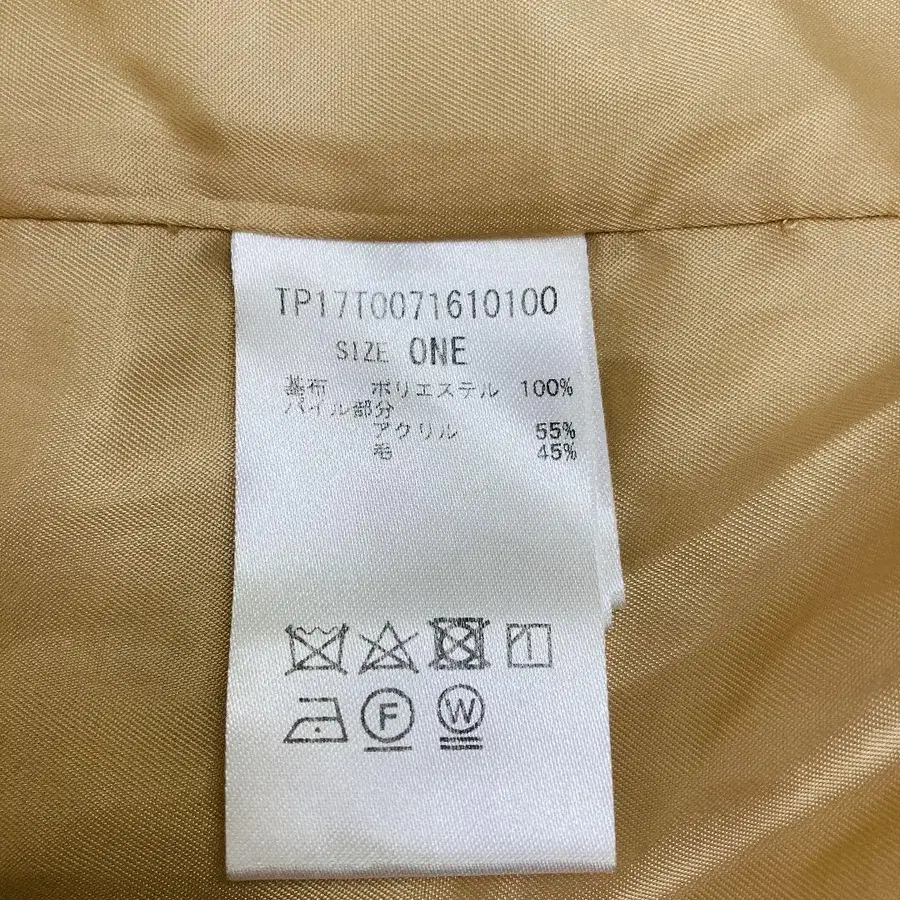 TP17T0071610100
SIZE ONE
基布 ポリエステル 100%
パイル部分
アクリル 55%
毛 45%
F W